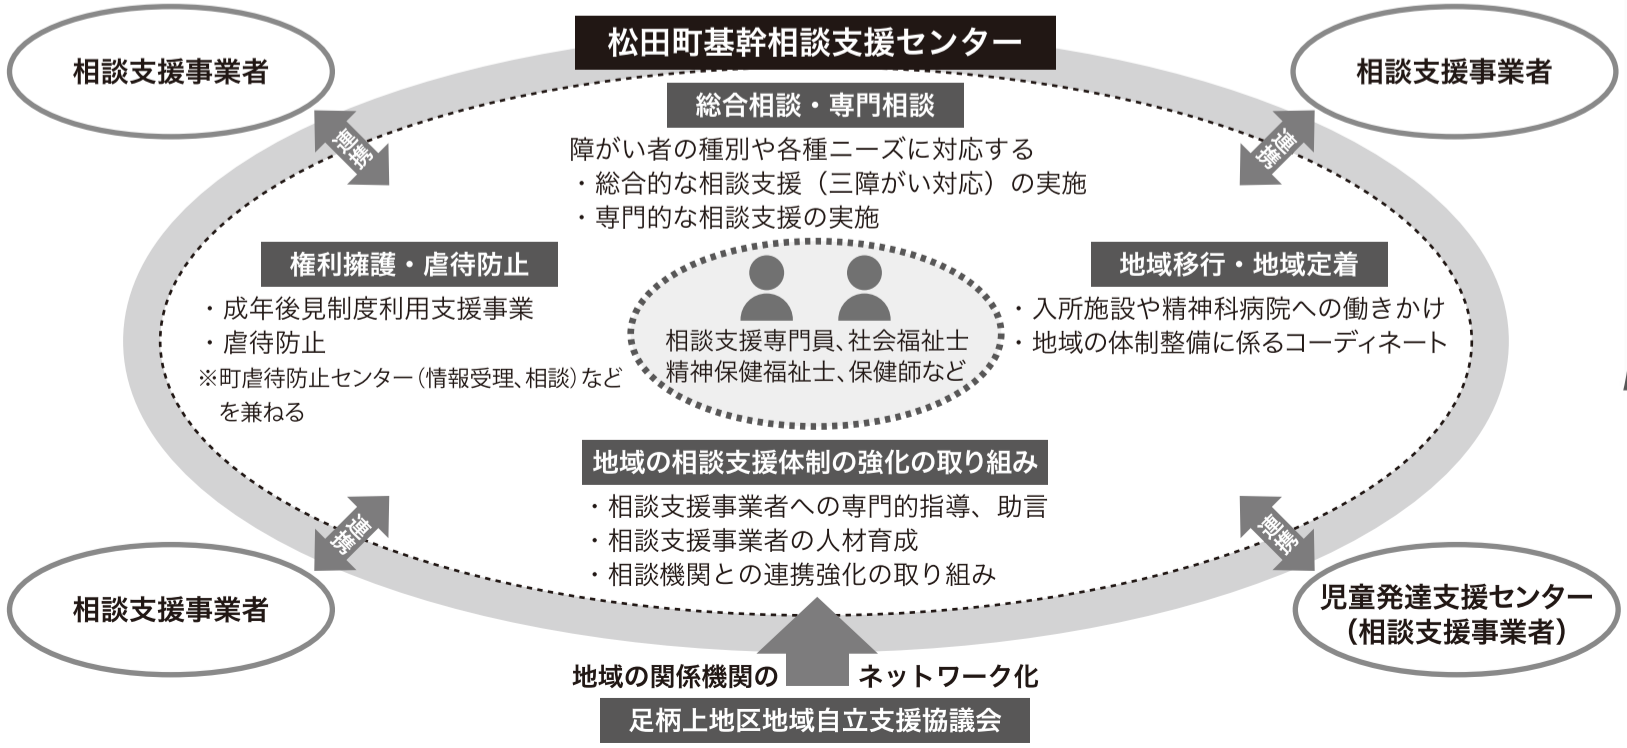 松田町基幹相談支援センター
相談支援事業者
相談支援事業者
連携
連携
総合相談・専門相談
障がい者の種別や各種ニーズに対応する
・総合的な相談支援（三障がい対応）の実施
・専門的な相談支援の実施
権利擁護・虐待防止
・成年後見制度利用支援事業
・虐待防止
※町虐待防止センター（情報受理、相談）など
を兼ねる
相談支援専門員、社会福祉士
精神保健福祉士、保健師など
地域移行・地域定着
・入所施設や精神科病院への働きかけ
・地域の体制整備に係るコーディネート
地域の相談支援体制の強化の取り組み
・相談支援事業者への専門的指導、助言
・相談支援事業者の人材育成
・相談機関との連携強化の取り組み
連携
連携
相談支援事業者
児童発達支援センター
（相談支援事業者）
地域の関係機関の ネットワーク化
足柄上地区地域自立支援協議会